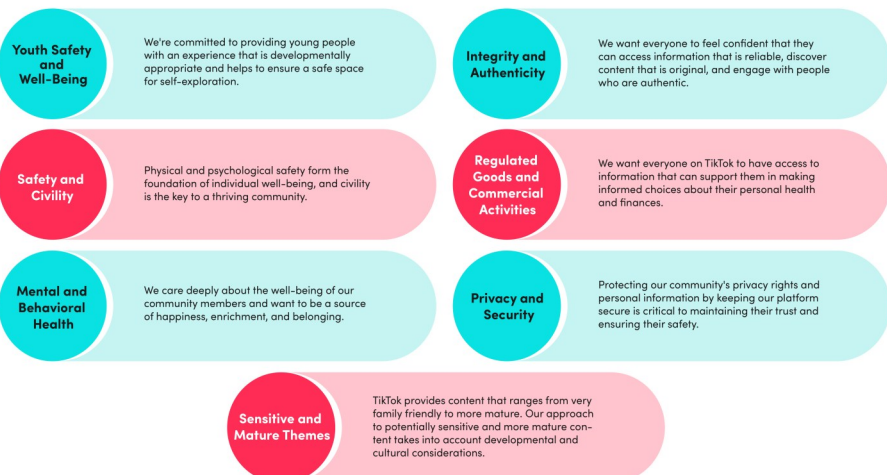 Youth Safety
and
Well-Being
We're committed to providing young people
with an experience that is developmentally
appropriate and helps to ensure a safe space
for self-exploration.
Integrity and
Authenticity
We want everyone to feel confident that they
can access information that is reliable, discover
content that is original, and engage with people
who are authentic.
Safety and
Civility
Physical and psychological safety form the
foundation of individual well-being, and civility
is the key to a thriving community.
Regulated
Goods and
Commercial
Activities
We want everyone on TikTok to have access to
information that can support them in making
informed choices about their personal health
and finances.
Mental and
Behavioral
Health
We care deeply about the well-being of our
community members and want to be a source
of happiness, enrichment, and belonging.
Privacy and
Security
Protecting our community's privacy rights and
personal information by keeping our platform
secure is critical to maintaining their trust and
ensuring their safety.
Sensitive and
Mature Themes
TikTok provides content that ranges from very
family friendly to more mature. Our approach
to potentially sensitive and more mature con-
tent takes into account developmental and
cultural considerations.